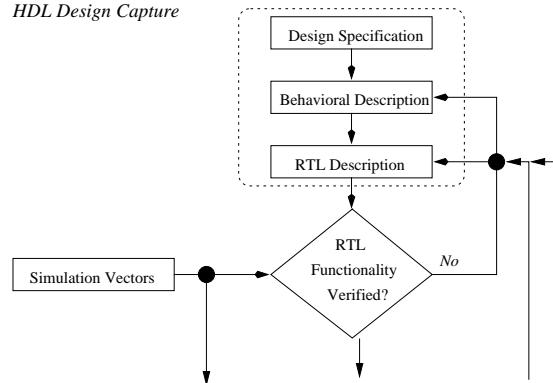 HDL Design Capture
Design Specification
Behavioral Description
RTL Description
RTL
Functionality
Verified?
No
Simulation Vectors